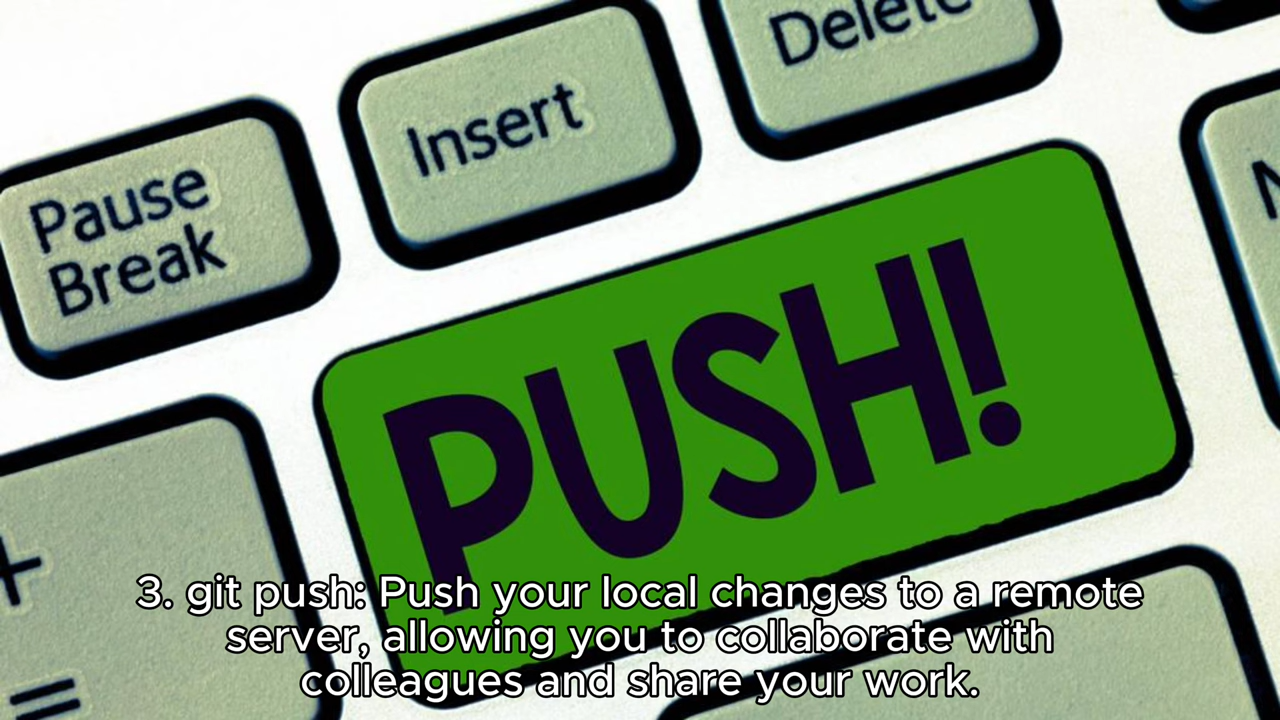 Delete
Insert
Pause
Break
PUSH!
+
=
3. git push: Push your local changes to a remote
server, allowing you to collaborate with
colleagues and share your work.